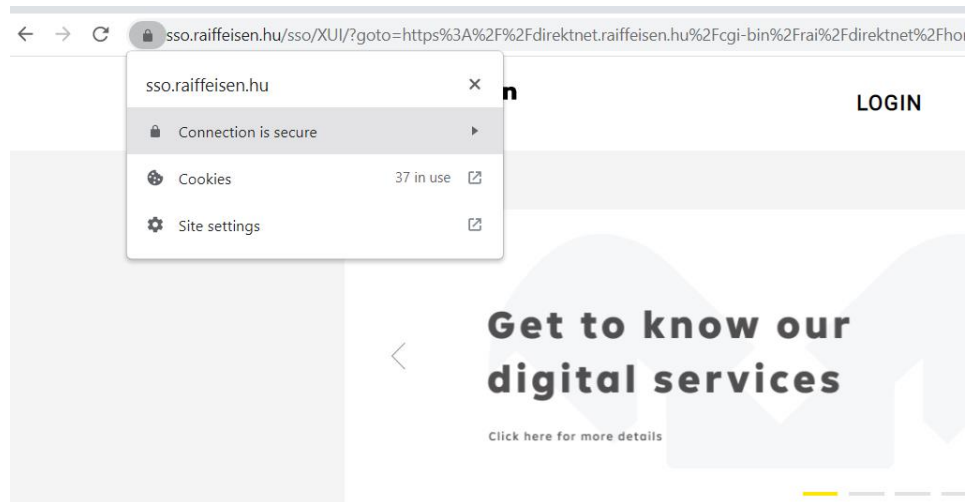 sso.raiffeisen.hu/sso/XUI/?goto=https%3A%2F%2Fdirektnet.raiffeisen.hu%2Fcgi-bin%2Frai%2Fdirektnet%2Fho
sso.raiffeisen.hu
n
LOGIN
Connection is secure
Cookies 37 in use
Site settings
Get to know our
digital services
Click here for more details